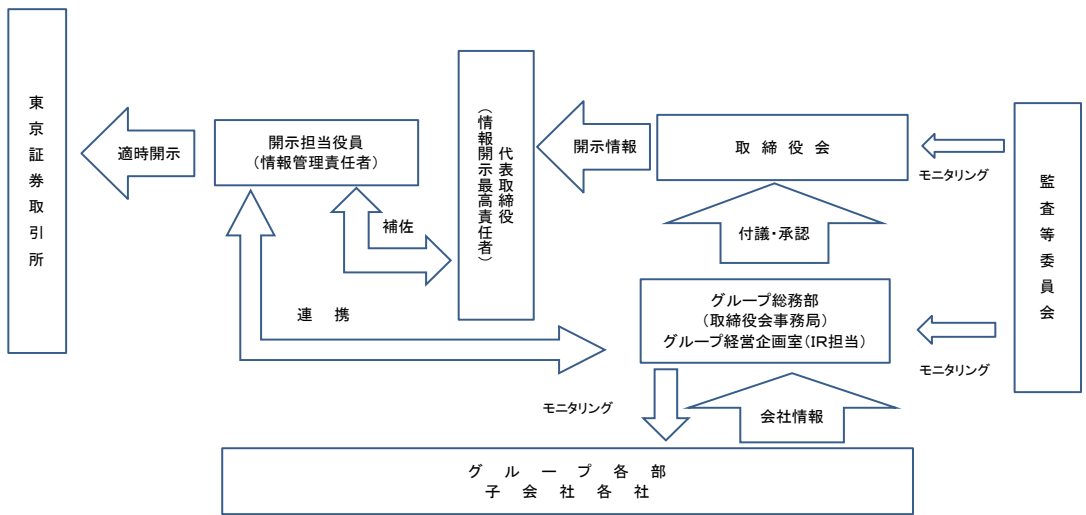 東京証券取引所
適時開示
開示担当役員
（情報管理責任者）
補佐
連　携
代表取締役
（情報開示最高責任者）
開示情報
取　締　役　会
モニタリング
監査等委員会
付議・承認
グループ総務部
（取締役会事務局）
グループ経営企画室（IR担当）
モニタリング
モニタリング
会社情報
グ　ル　ー　プ　各　部
子　会　社　各　社